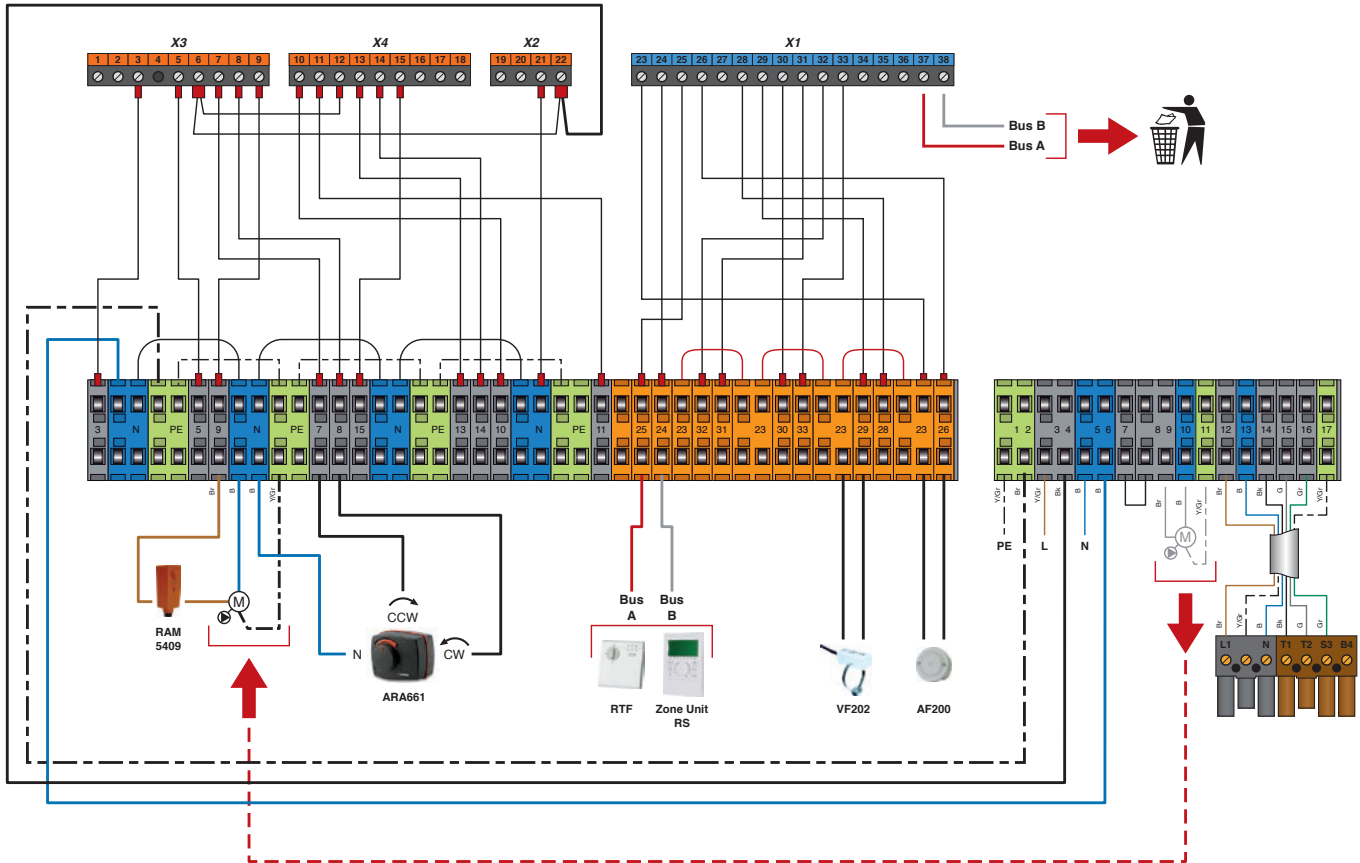 X3 X4 X2 X1
1 2 3 4 5 6 7 8 9 10 11 12 13 14 15 16 17 18 19 20 21 22 23 24 25 26 27 28 29 30 31 32 33 34 35 36 37 38
Bus B
Bus A
3 N PE 5 9 N PE 7 8 15 N PE 13 14 10 N PE 11 25 24 23 32 31 23 30 33 23 29 28 23 26 1 2 3 4 5 6 7 8 9 10 11 12 13 14 15 16 17
Br B B Y/Gr Y/Gr Br Y/Gr Bk B B Br B Y/Gr Br B Bk G Gr Y/Gr
PE L N
M
M
RAM
5409
CCW
N CW
ARA661
Bus
A
Bus
B
RTF
Zone Unit
RS
VF202
AF200
Br Y/Gr B Bk G Gr
L1 N T1 T2 S3 B4